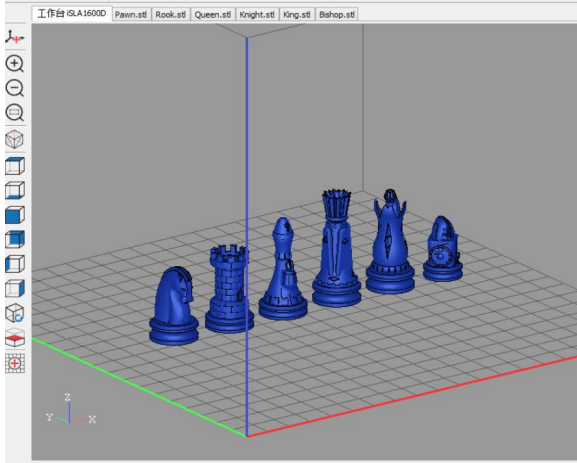 工作台 iSLA1600D Pawn.stl Rook.stl Queen.stl Knight.stl King.stl Bishop.stl
Z
Y X